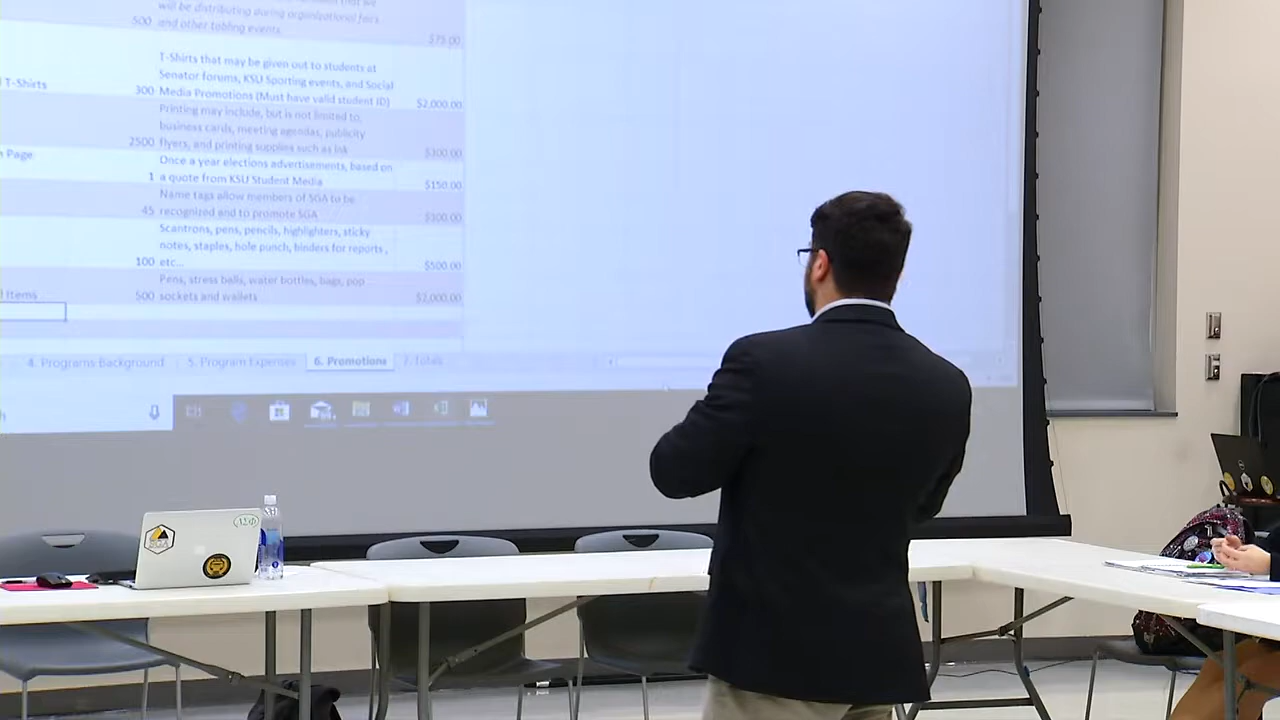 will be distributing during organizational fairs
500 and other tabling events. $75.00
T-Shirts that may be given out to students at
Senator forums, KSU Sporting events, and Social
T-Shirts 300 Media Promotions (Must have valid student ID) $2,000.00
Printing may include, but is not limited to,
business cards, meeting agendas, publicity
2500 flyers, and printing supplies such as ink $300.00
Page Once a year elections advertisements, based on
1 a quote from KSU Student Media $150.00
Name tags allow members of SGA to be
45 recognized and to promote SGA $300.00
Scantrons, pens, pencils, highlighters, sticky
notes, staples, hole punch, binders for reports ,
100 etc... $500.00
Pens, stress balls, water bottles, bags, pop
Items 500 sockets and wallets $2,000.00
4. Programs Background 5. Program Expenses 6. Promotions 7. Totals
SGA
ΛΣΦ